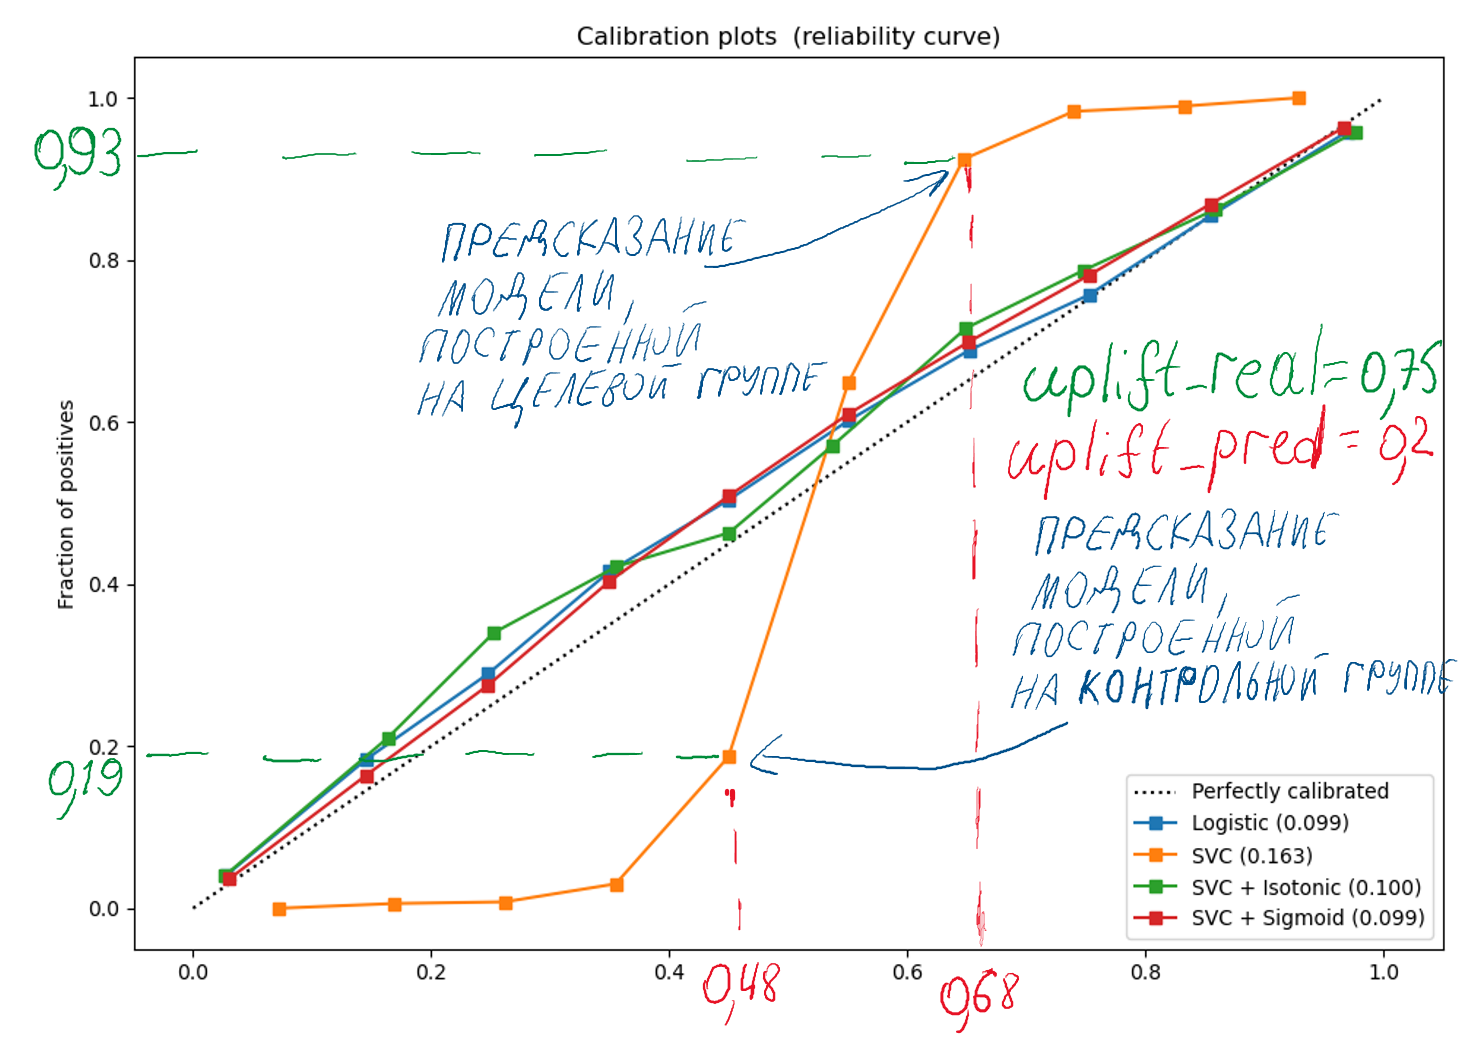 Calibration plots (reliability curve)
1.0
0,93
ПРЕДСКАЗАНИЕ
МОДЕЛИ,
ПОСТРОЕННОЙ
НА ЦЕЛЕВОЙ ГРУППЕ
0.8
uplift_real=0,75
uplift_pred=0,2
0.6
Fraction of positives
ПРЕДСКАЗАНИЕ
МОДЕЛИ,
ПОСТРОЕННОЙ
НА КОНТРОЛЬНОЙ ГРУППЕ
0.4
0.2
0,19
Perfectly calibrated
Logistic (0.099)
SVC (0.163)
SVC + Isotonic (0.100)
SVC + Sigmoid (0.099)
0.0
0.0 0.2 0.4 0.6 0.8 1.0
0,48 0,68